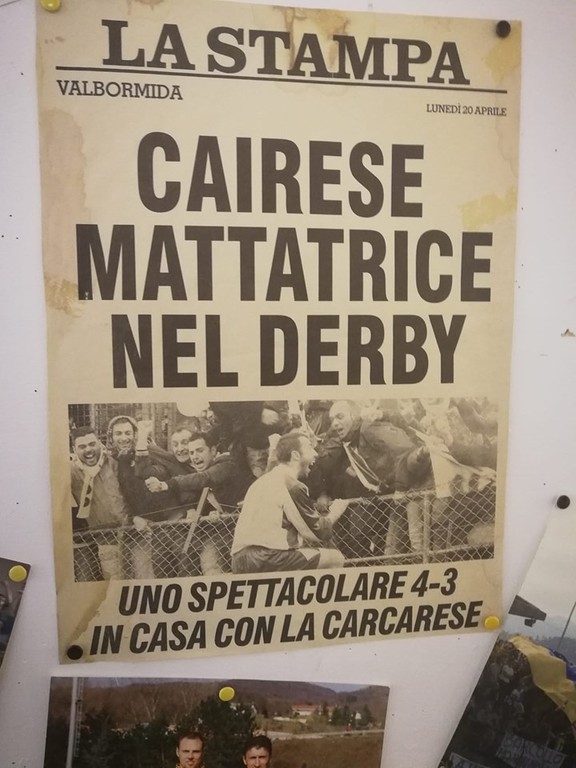 LA STAMPA
VALBORMIDA
LUNEDÌ 20 APRILE
CAIRESE
MATTATRICE
NEL DERBY
UNO SPETTACOLARE 4-3
IN CASA CON LA CARCARESE